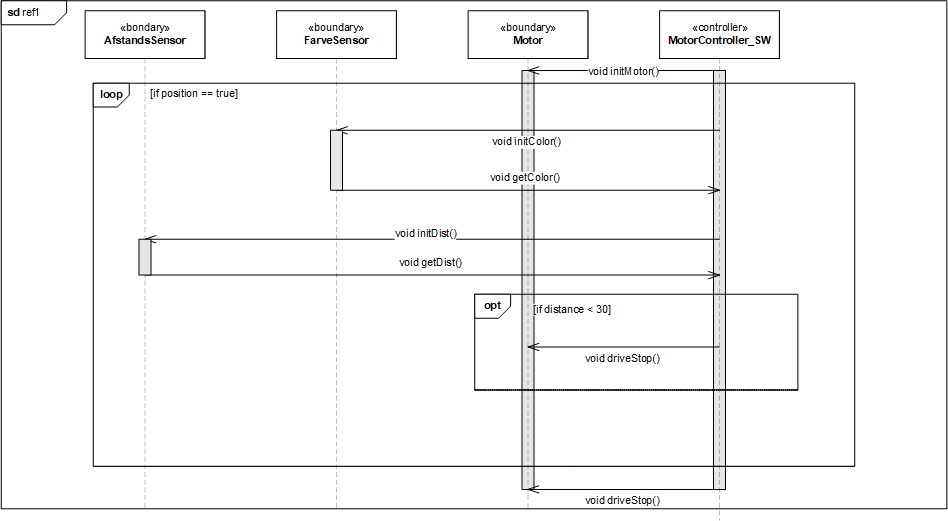 sd ref1
«bondary»
AfstandsSensor
«boundary»
FarveSensor
«boundary»
Motor
«controller»
MotorController_SW
void initMotor()
loop
[if position == true]
void initColor()
void getColor()
void initDist()
void getDist()
opt
[if distance < 30]
void driveStop()
void driveStop()